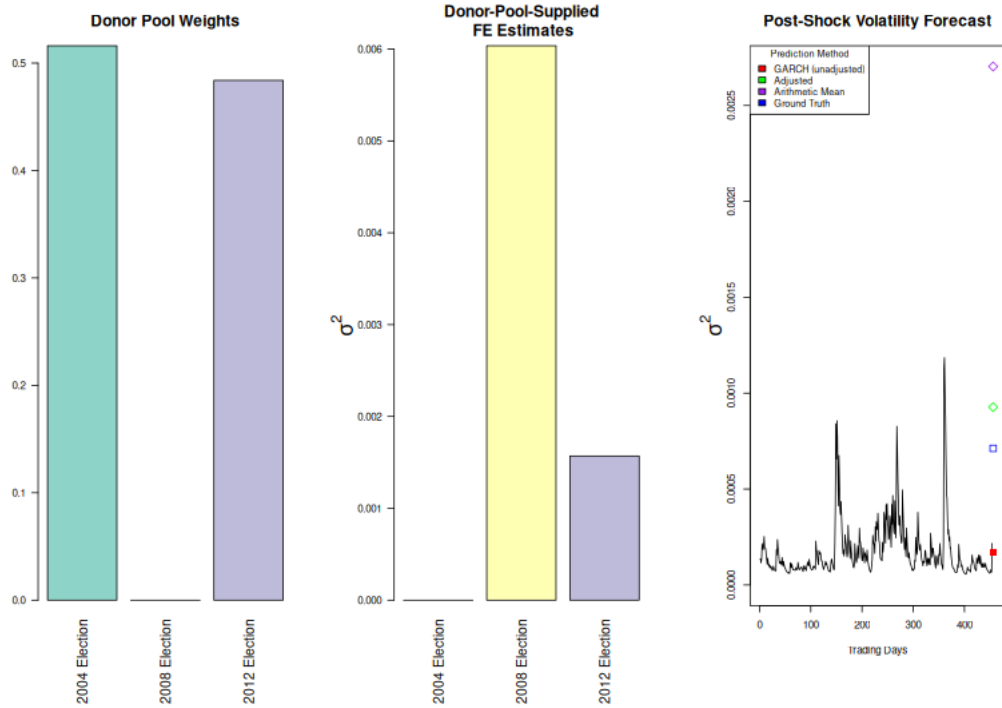 Donor Pool Weights
0.5
0.4
0.3
0.2
0.1
0.0
2004 Election
2008 Election
2012 Election
Donor-Pool-Supplied
FE Estimates
σ²
0.006
0.005
0.004
0.003
0.002
0.001
0.000
2004 Election
2008 Election
2012 Election
Post-Shock Volatility Forecast
Prediction Method
GARCH (unadjusted)
Adjusted
Arithmetic Mean
Ground Truth
σ²
0.0025
0.0020
0.0015
0.0010
0.0005
0.0000
0
100
200
300
400
Trading Days